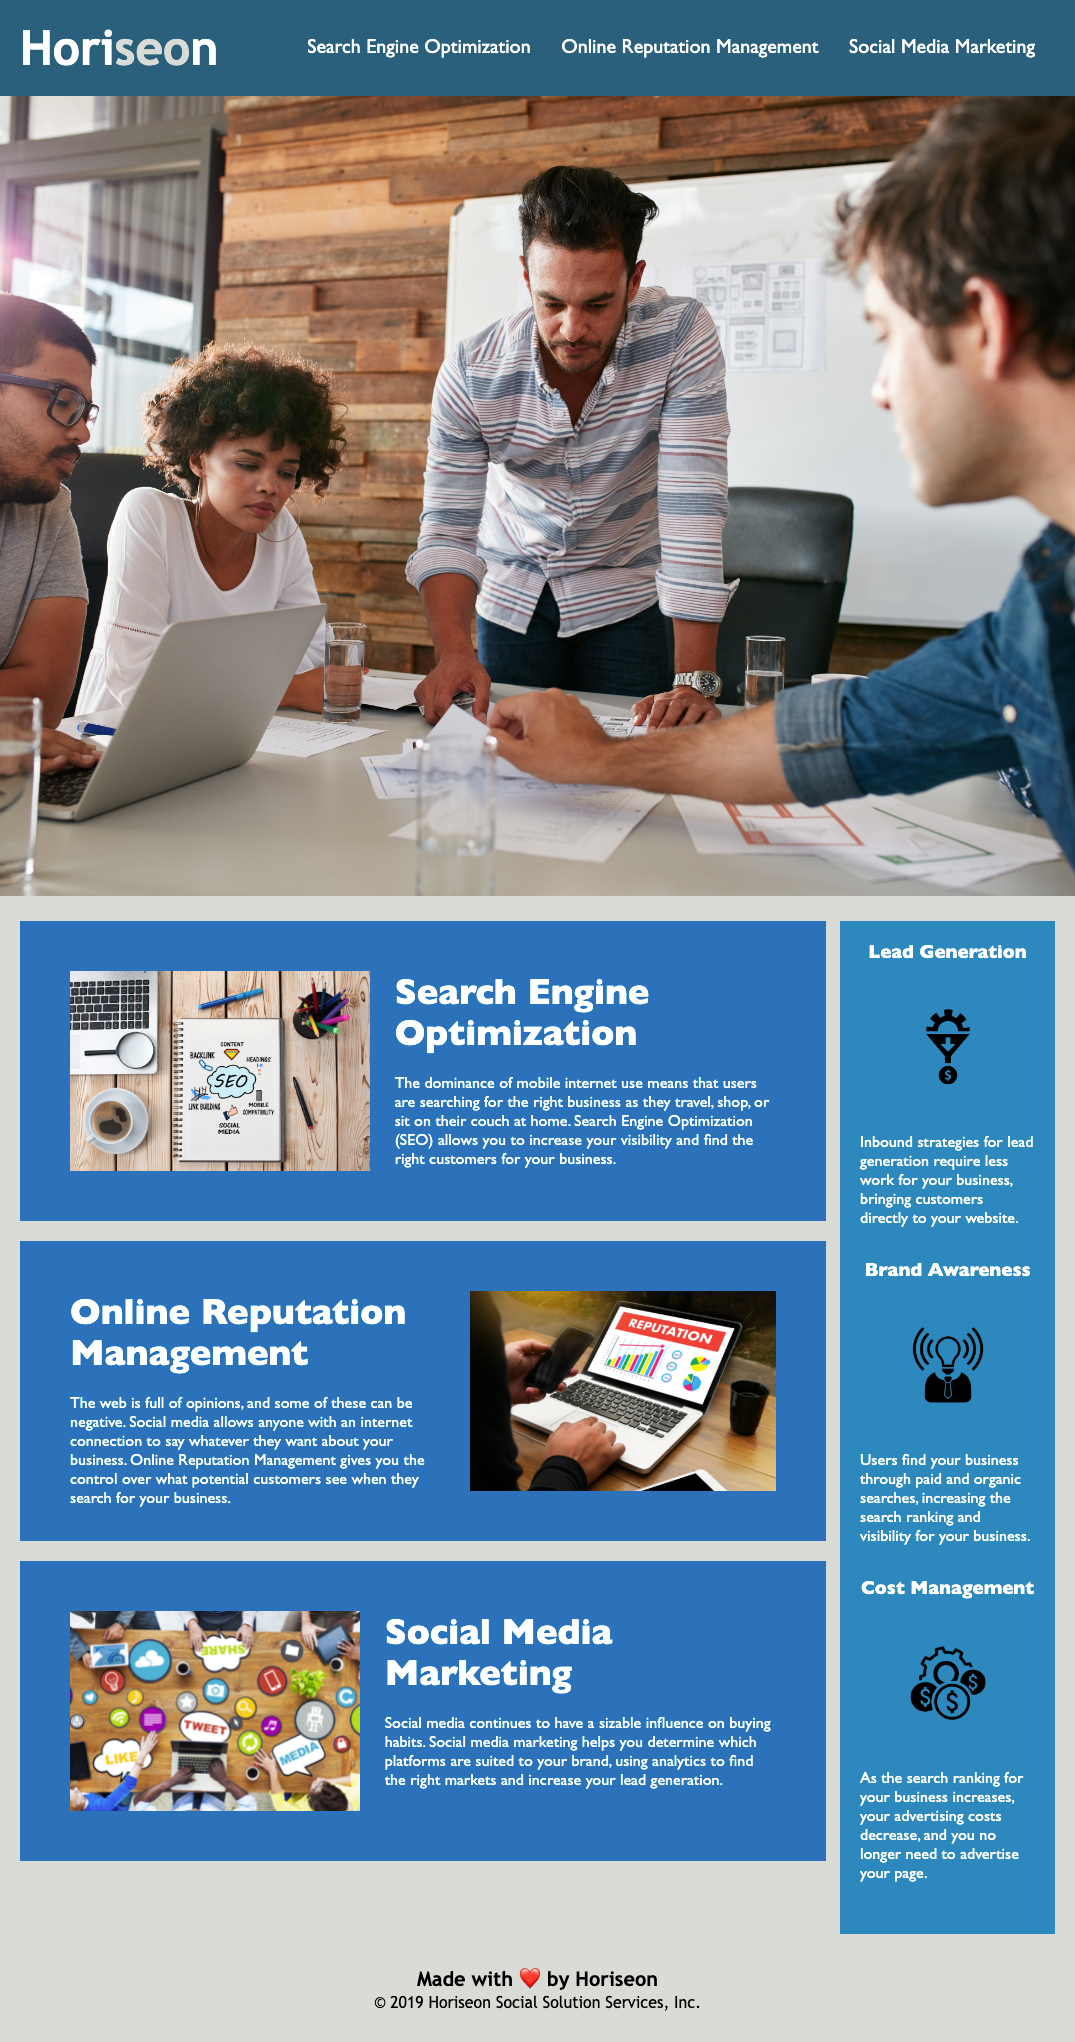 Horiseon
Search Engine Optimization
Online Reputation Management
Social Media Marketing
CONTENT
BACKLINK
HEADINGS
SEO
LINK BUILDING
MOBILE
COMPATIBILITY
SOCIAL
MEDIA
Search Engine
Optimization
The dominance of mobile internet use means that users
are searching for the right business as they travel, shop, or
sit on their couch at home. Search Engine Optimization
(SEO) allows you to increase your visibility and find the
right customers for your business.
Online Reputation
Management
The web is full of opinions, and some of these can be
negative. Social media allows anyone with an internet
connection to say whatever they want about your
business. Online Reputation Management gives you the
control over what potential customers see when they
search for your business.
REPUTATION
SHARE
TWEET
LIKE
MEDIA
Social Media
Marketing
Social media continues to have a sizable influence on buying
habits. Social media marketing helps you determine which
platforms are suited to your brand, using analytics to find
the right markets and increase your lead generation.
Lead Generation
$
Inbound strategies for lead
generation require less
work for your business,
bringing customers
directly to your website.
Brand Awareness
Users find your business
through paid and organic
searches, increasing the
search ranking and
visibility for your business.
Cost Management
$ $ $
As the search ranking for
your business increases,
your advertising costs
decrease, and you no
longer need to advertise
your page.
Made with ❤️ by Horiseon
© 2019 Horiseon Social Solution Services, Inc.